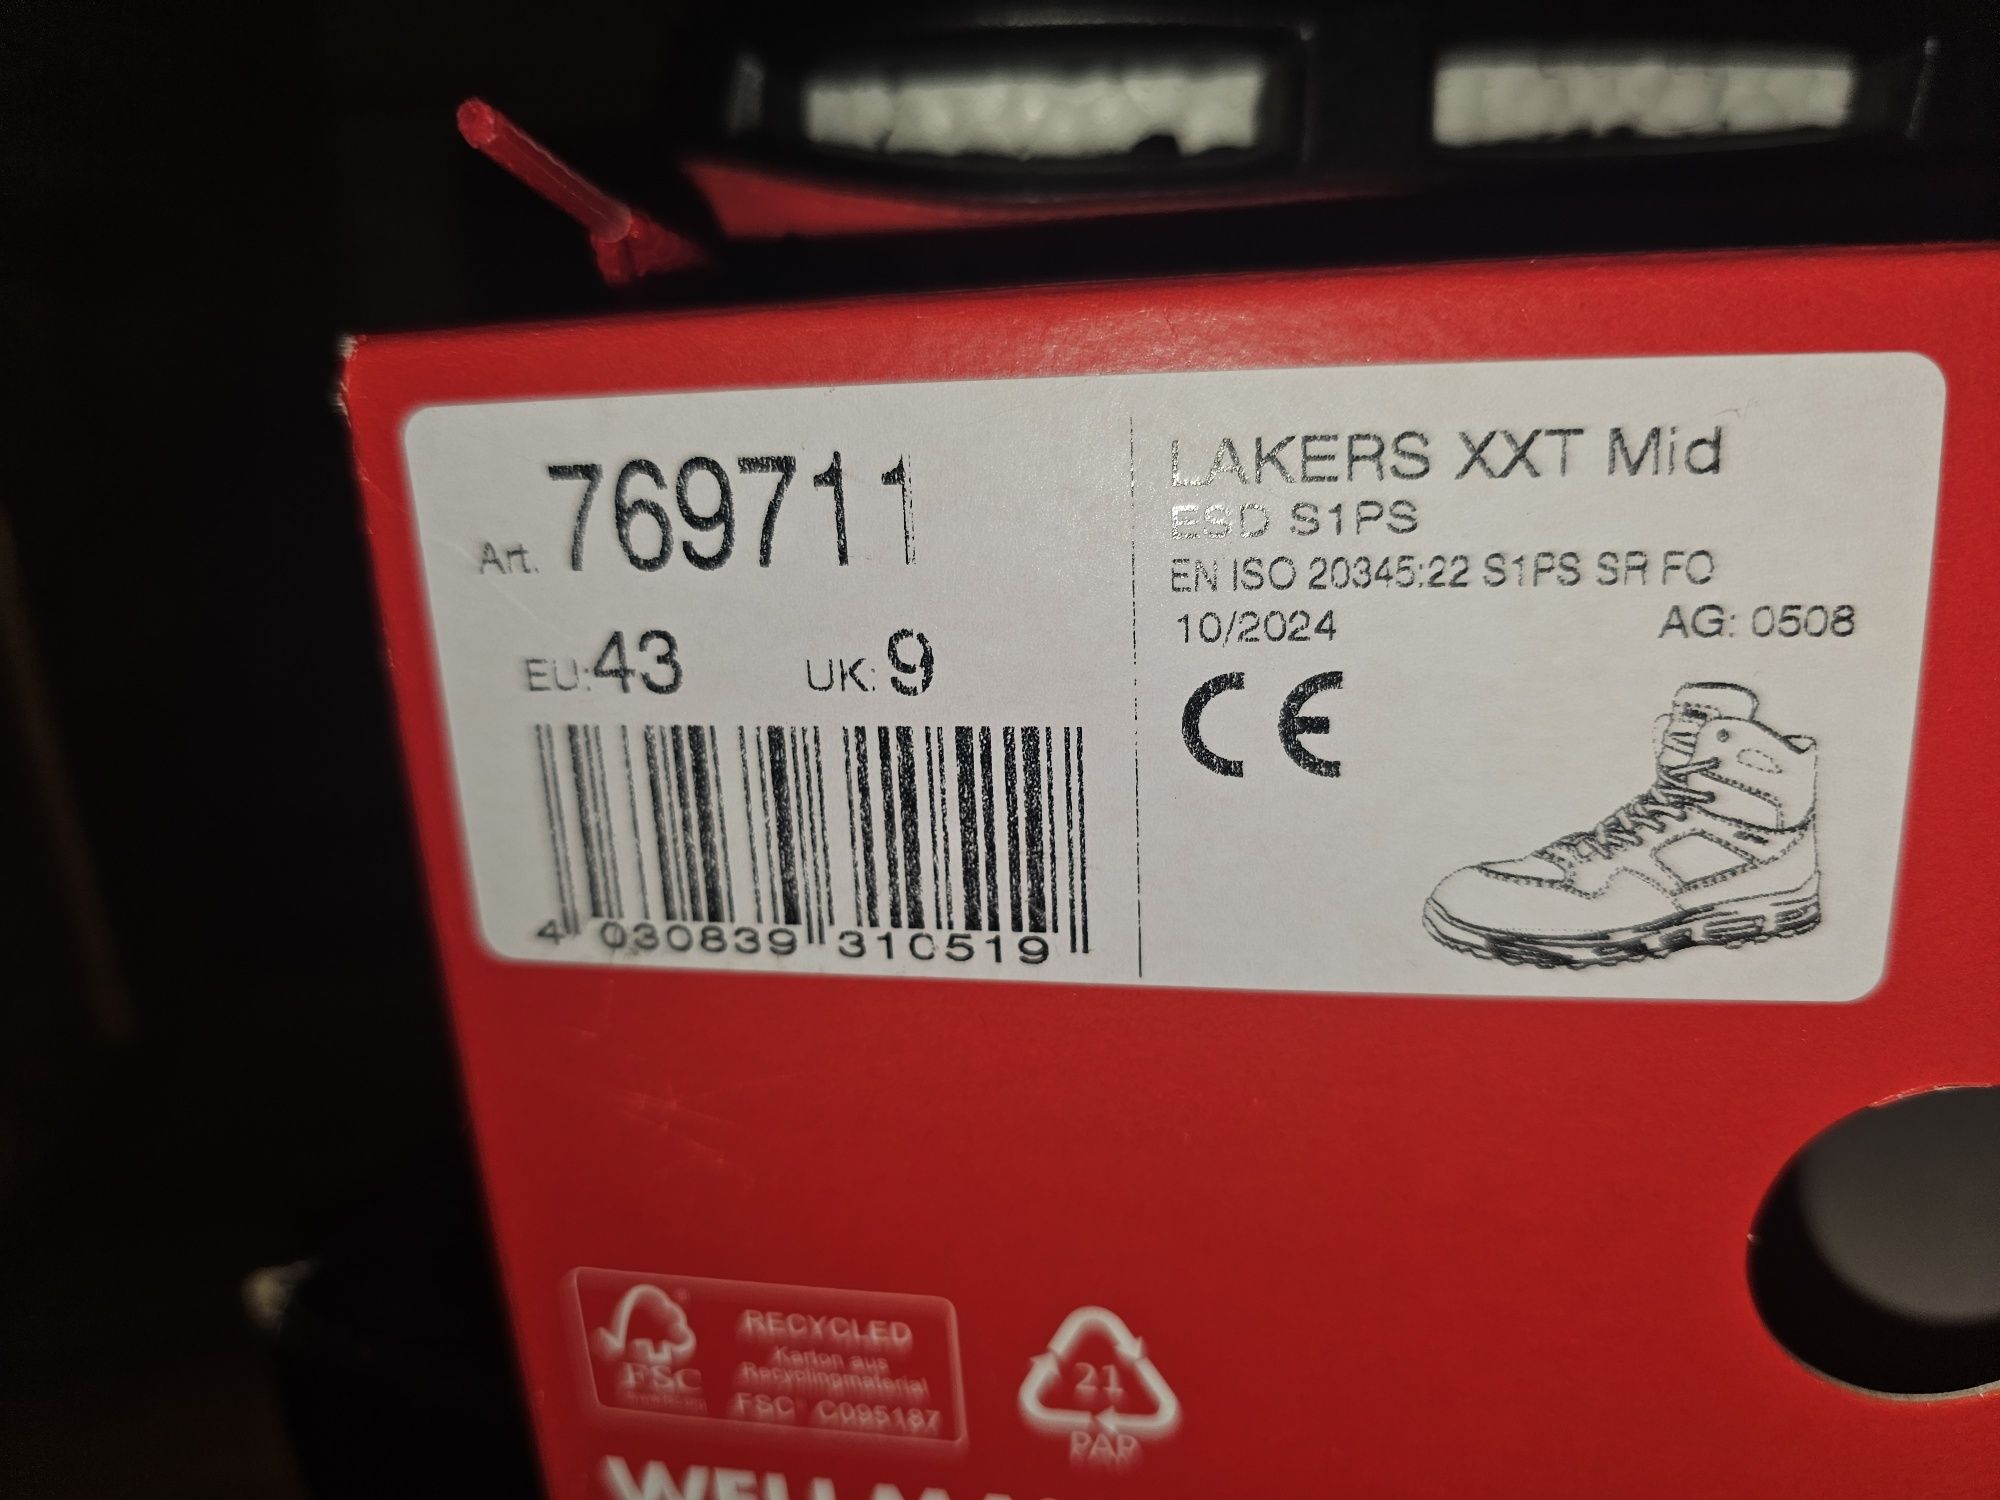 Art. 769711
EU: 43 UK: 9
4 030839 310519
LAKERS XXT Mid
ESD S1PS
EN ISO 20345:22 S1PS SR FO
10/2024 AG: 0508
CE
FSC
RECYCLED
Karton aus
Recyclingmaterial
FSC® C095187
21
PAP